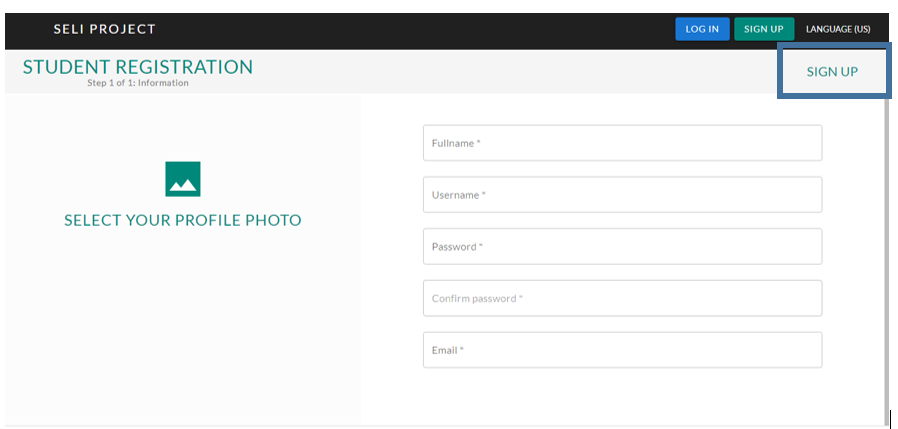 SELI PROJECT
LOG IN
SIGN UP
LANGUAGE (US)
STUDENT REGISTRATION
Step 1 of 1: Information
SIGN UP
SELECT YOUR PROFILE PHOTO
Fullname *
Username *
Password *
Confirm password *
Email *